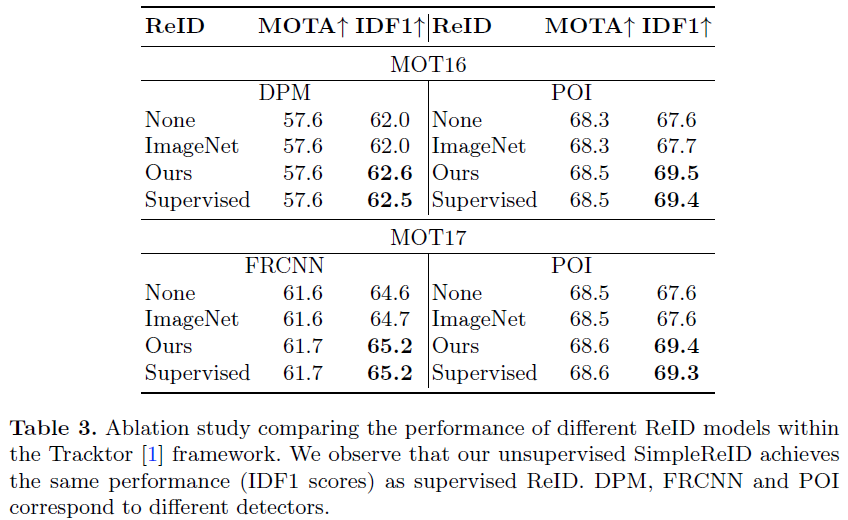 ReID MOTA↑ IDF1↑ ReID MOTA↑ IDF1↑
MOT16
DPM POI
None 57.6 62.0 None 68.3 67.6
ImageNet 57.6 62.0 ImageNet 68.3 67.7
Ours 57.6 62.6 Ours 68.5 69.5
Supervised 57.6 62.5 Supervised 68.5 69.4
MOT17
FRCNN POI
None 61.6 64.6 None 68.5 67.6
ImageNet 61.6 64.7 ImageNet 68.5 67.6
Ours 61.7 65.2 Ours 68.6 69.4
Supervised 61.7 65.2 Supervised 68.6 69.3
Table 3. Ablation study comparing the performance of different ReID models within
the Tracktor [1] framework. We observe that our unsupervised SimpleReID achieves
the same performance (IDF1 scores) as supervised ReID. DPM, FRCNN and POI
correspond to different detectors.